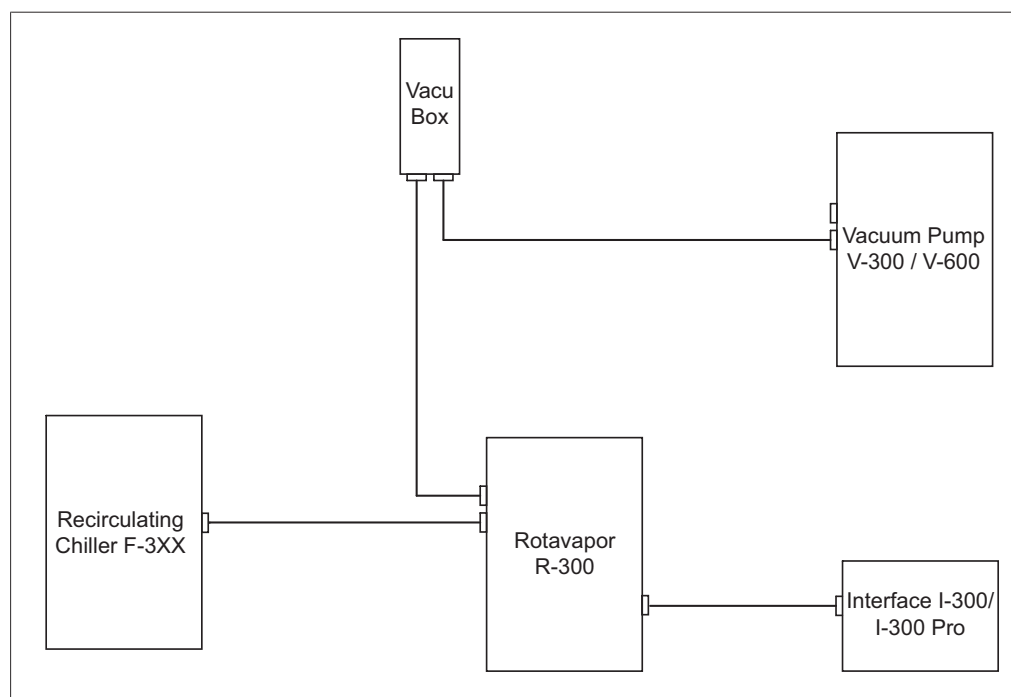 Vacu
Box
Vacuum Pump
V-300 / V-600
Recirculating
Chiller F-3XX
Rotavapor
R-300
Interface I-300/
I-300 Pro